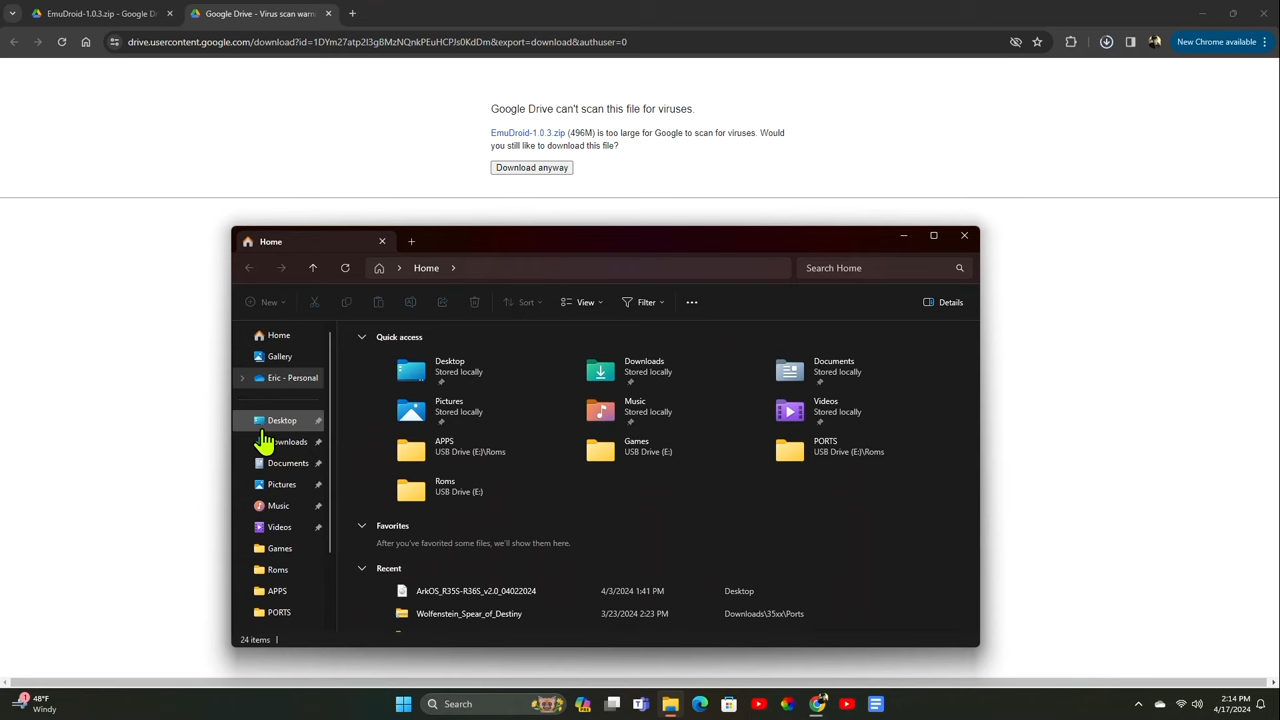 EmuDroid-1.0.3.zip - Google D
Google Drive - Virus scan warn
drive.usercontent.google.com/download?id=1DYm27atp2I3gBMzNQnkPEuHCPJs0KdDm&export=download&authuser=0
New Chrome available
Google Drive can't scan this file for viruses.
EmuDroid-1.0.3.zip (496M) is too large for Google to scan for viruses. Would
you still like to download this file?
Download anyway
Home
Home
Search Home
New
Sort
View
Filter
Details
Home
Gallery
Eric - Personal
Desktop
ownloads
Documents
Pictures
Music
Videos
Games
Roms
APPS
PORTS
Quick access
Desktop
Stored locally
Downloads
Stored locally
Documents
Stored locally
Pictures
Stored locally
Music
Stored locally
Videos
Stored locally
APPS
USB Drive (E:)\Roms
Games
USB Drive (E:)
PORTS
USB Drive (E:)\Roms
Roms
USB Drive (E:)
Favorites
After you've favorited some files, we'll show them here.
Recent
ArkOS_R35S-R36S_v2.0_04022024 4/3/2024 1:41 PM Desktop
Wolfenstein_Spear_of_Destiny 3/23/2024 2:23 PM Downloads\35xx\Ports
24 items
1
48°F
Windy
Search
2:14 PM
4/17/2024